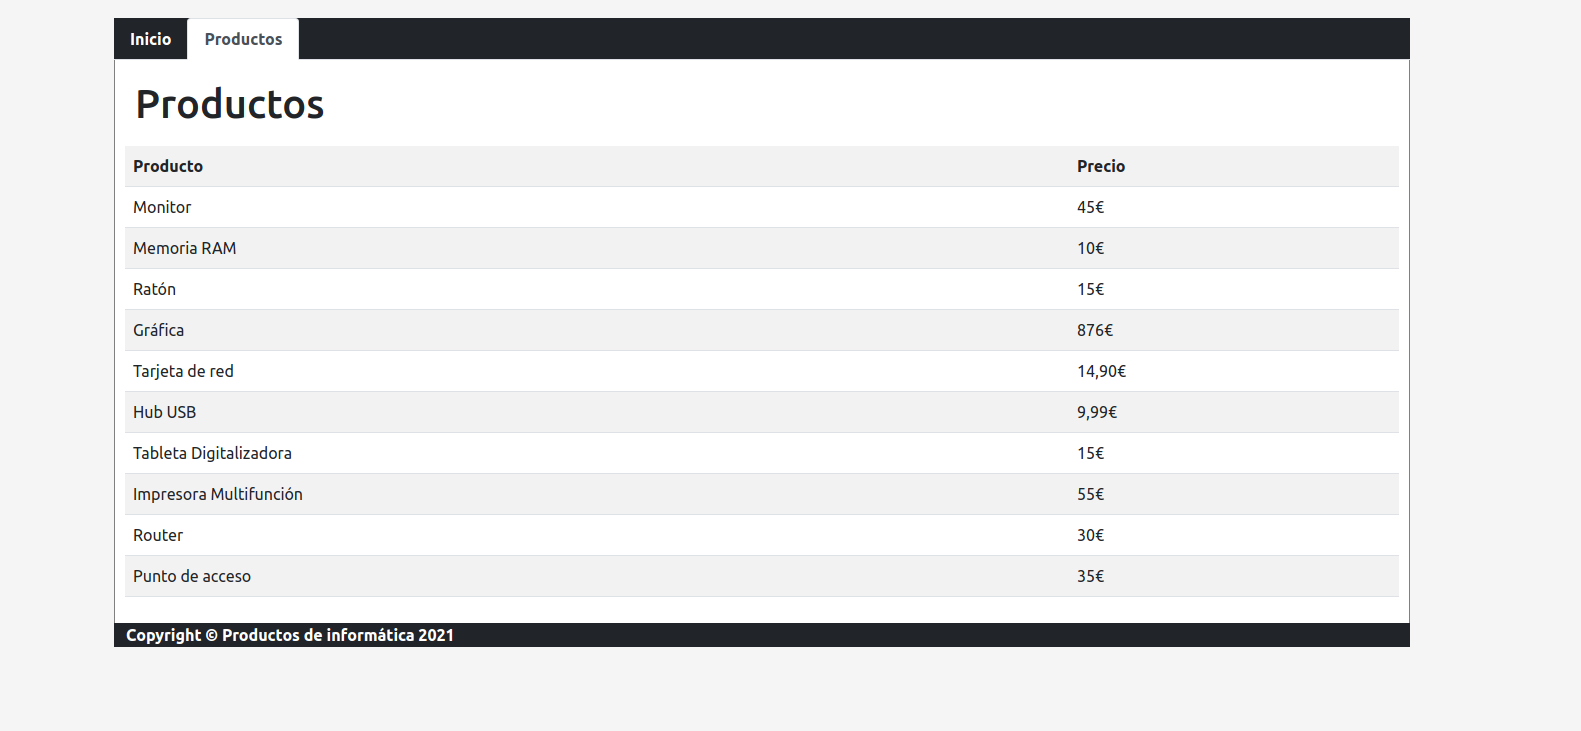 Inicio Productos
Productos
Producto Precio
Monitor 45€
Memoria RAM 10€
Ratón 15€
Gráfica 876€
Tarjeta de red 14,90€
Hub USB 9,99€
Tableta Digitalizadora 15€
Impresora Multifunción 55€
Router 30€
Punto de acceso 35€
Copyright © Productos de informática 2021